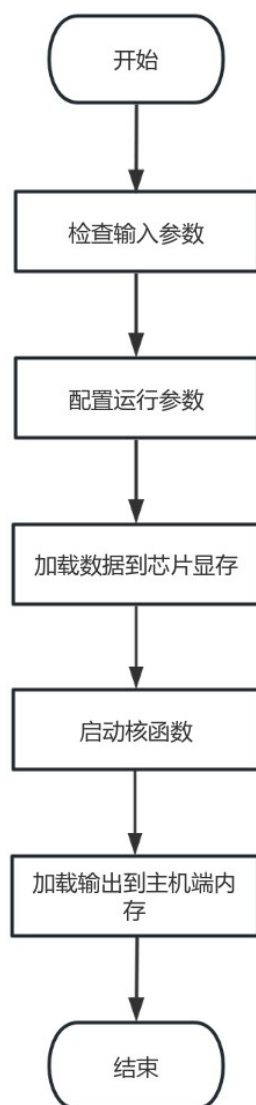 开始
检查输入参数
配置运行参数
加载数据到芯片显存
启动核函数
加载输出到主机端内
存
结束